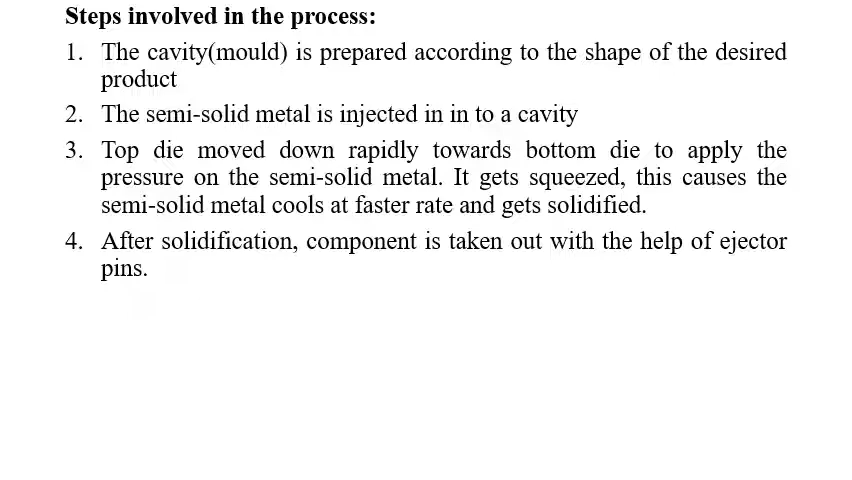 Steps involved in the process:
1. The cavity(mould) is prepared according to the shape of the desired
product
2. The semi-solid metal is injected in in to a cavity
3. Top die moved down rapidly towards bottom die to apply the
pressure on the semi-solid metal. It gets squeezed, this causes the
semi-solid metal cools at faster rate and gets solidified.
4. After solidification, component is taken out with the help of ejector
pins.